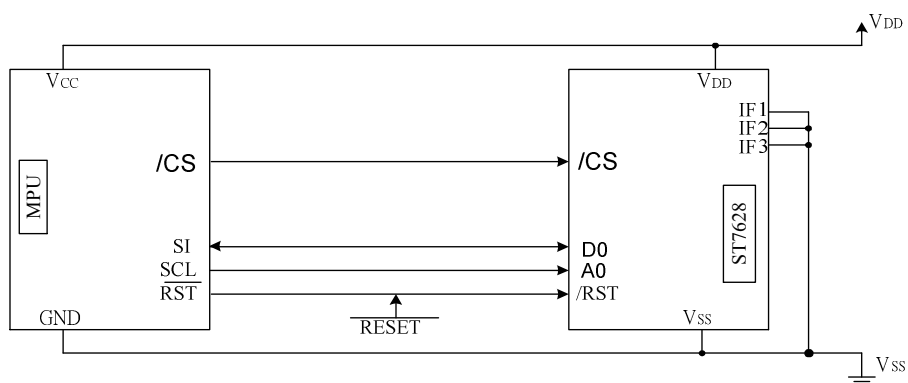 VDD
VCC
VDD
IF1
IF2
IF3
/CS
/CS
MPU
ST7628
SI
D0
SCL
A0
RST
/RST
RESET
GND
VSS
VSS